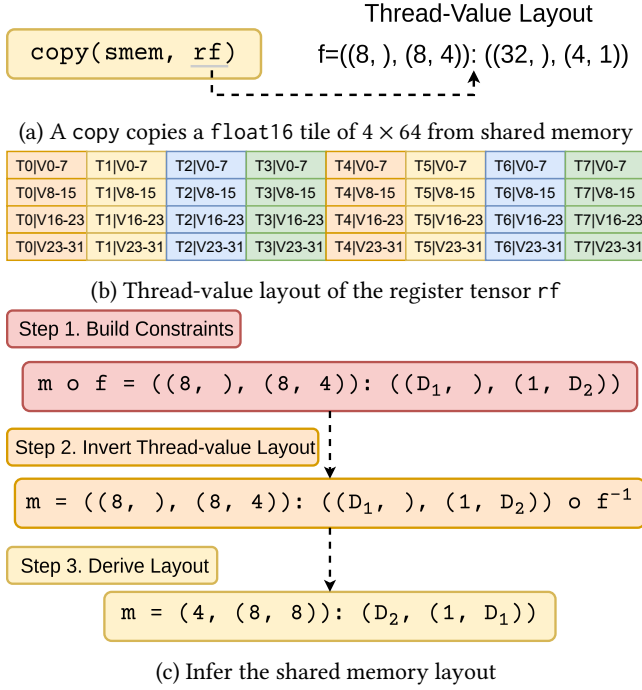 Thread-Value Layout
copy(smem, rf)
f=((8, ), (8, 4)): ((32, ), (4, 1))
(a) A copy copies a float16 tile of 4 × 64 from shared memory
T0|V0-7 T1|V0-7 T2|V0-7 T3|V0-7 T4|V0-7 T5|V0-7 T6|V0-7 T7|V0-7
T0|V8-15 T1|V8-15 T2|V8-15 T3|V8-15 T4|V8-15 T5|V8-15 T6|V8-15 T7|V8-15
T0|V16-23 T1|V16-23 T2|V16-23 T3|V16-23 T4|V16-23 T5|V16-23 T6|V16-23 T7|V16-23
T0|V23-31 T1|V23-31 T2|V23-31 T3|V23-31 T4|V23-31 T5|V23-31 T6|V23-31 T7|V23-31
(b) Thread-value layout of the register tensor rf
Step 1. Build Constraints
m o f = ((8, ), (8, 4)): ((D₁, ), (1, D₂))
Step 2. Invert Thread-value Layout
m = ((8, ), (8, 4)): ((D₁, ), (1, D₂)) o f⁻¹
Step 3. Derive Layout
m = (4, (8, 8)): (D₂, (1, D₁))
(c) Infer the shared memory layout